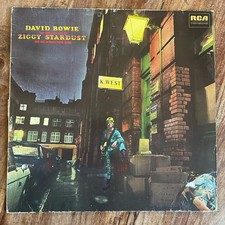 DAVID BOWIE
ZIGGY STARDUST
RCA
K.WEST